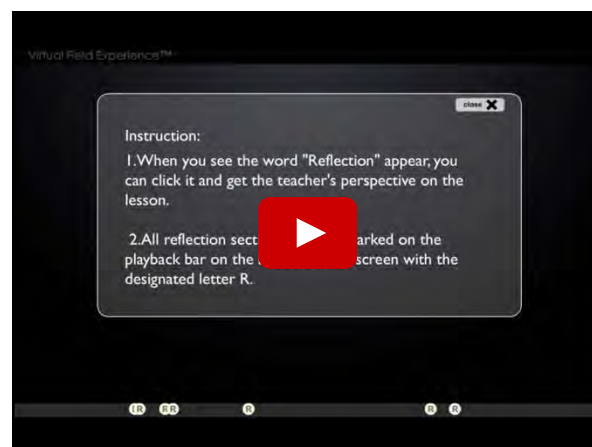 Virtual Field Experience™
close X
Instruction:
1.When you see the word "Reflection" appear, you
can click it and get the teacher's perspective on the
lesson.
2.All reflection sect arked on the
playback bar on the screen with the
designated letter R.
I R R R R R R